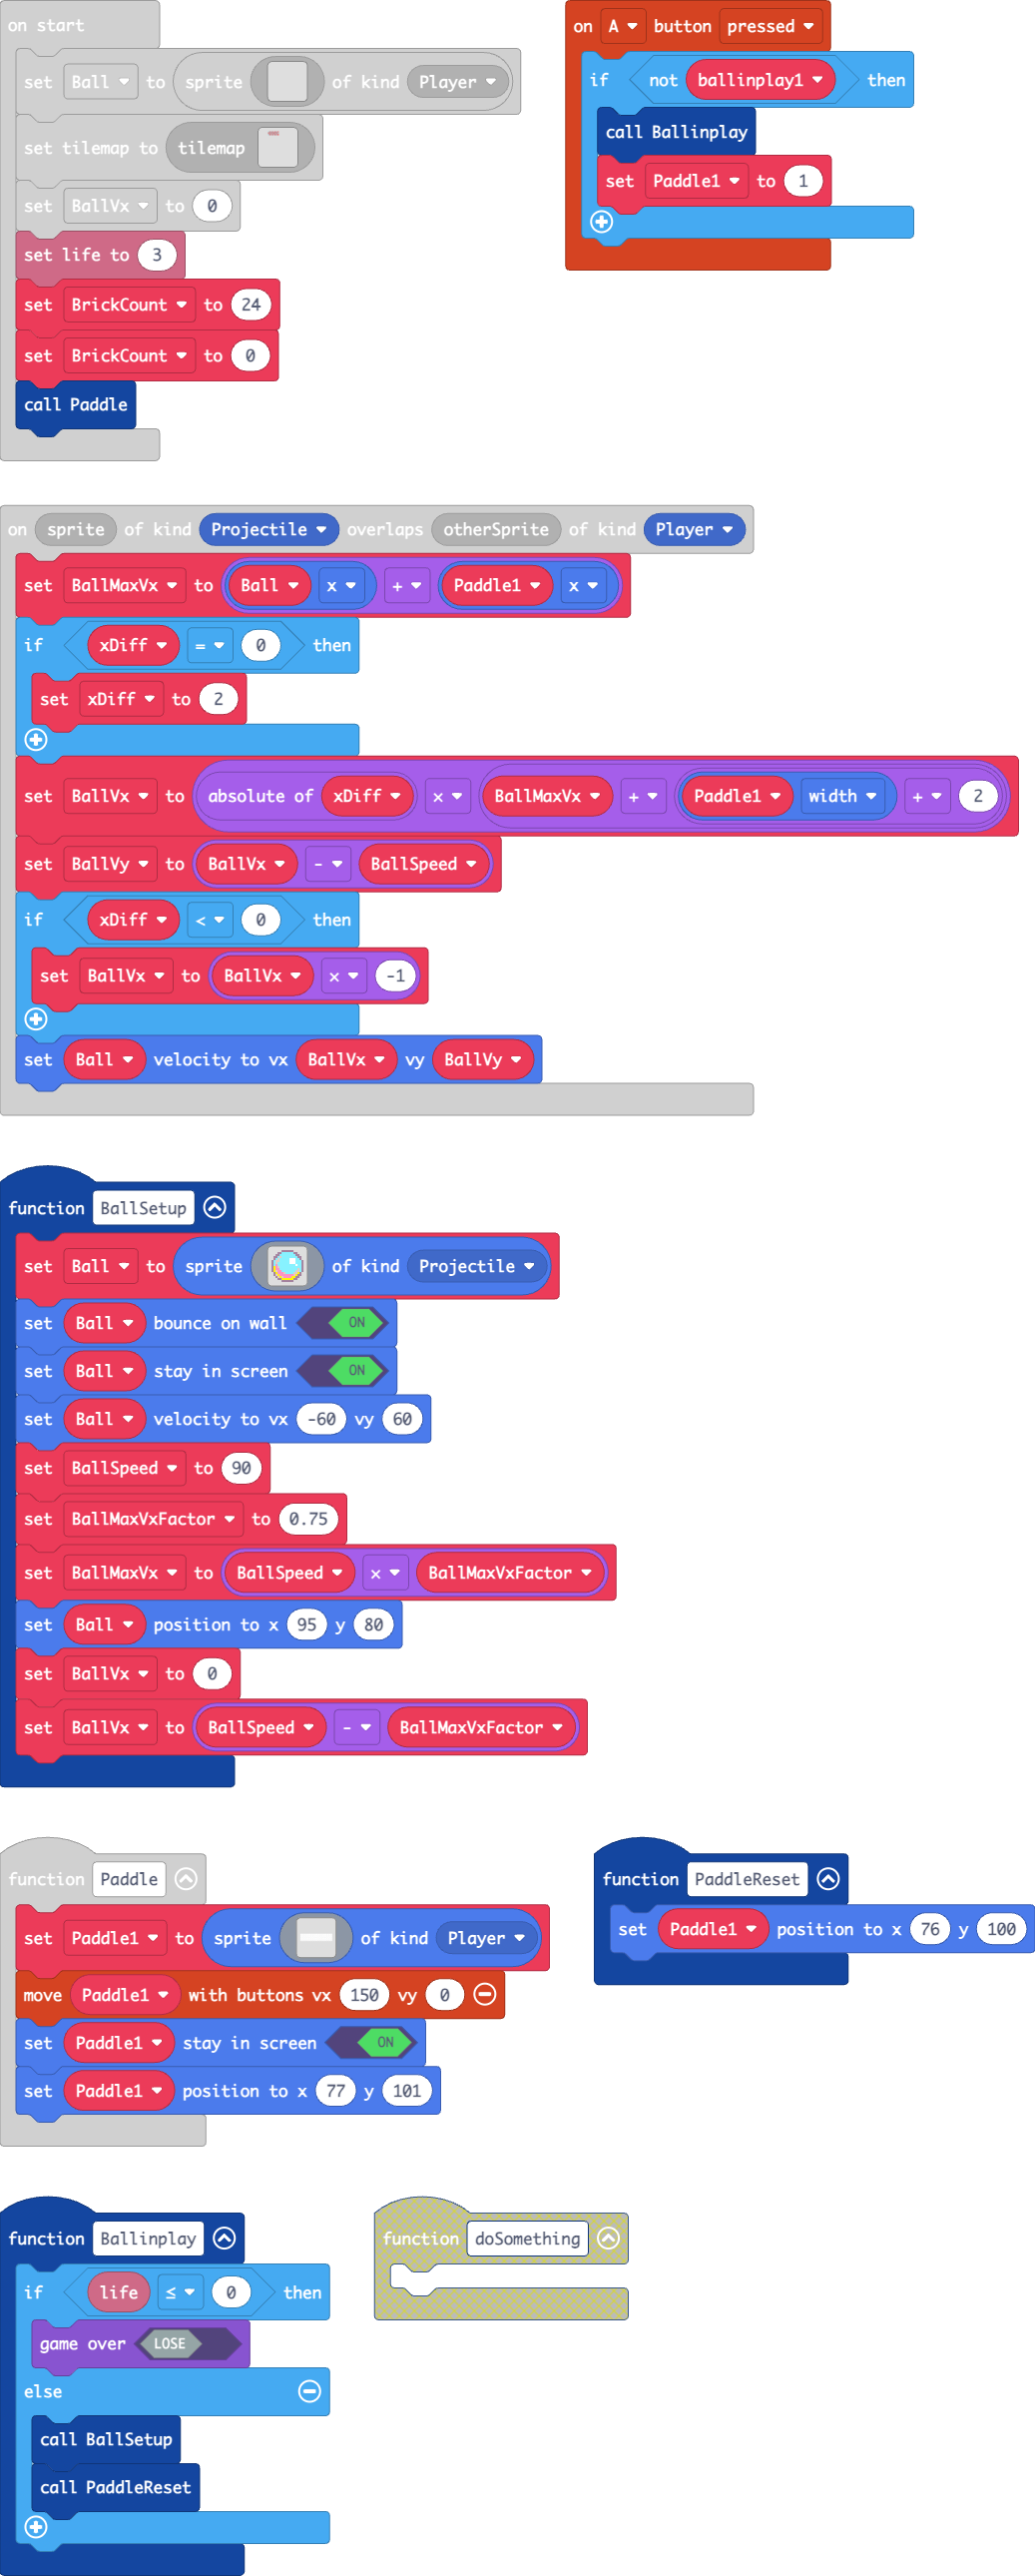 on start
set Ball to sprite of kind Player
set tilemap to tilemap
set BallVx to 0
set life to 3
set BrickCount to 24
set BrickCount to 0
call Paddle
on A button pressed
if not ballinplay1 then
call Ballinplay
set Paddle1 to 1
on sprite of kind Projectile overlaps otherSprite of kind Player
set BallMaxVx to Ball x + Paddle1 x
if xDiff = 0 then
set xDiff to 2
set BallVx to absolute of xDiff × BallMaxVx + Paddle1 width + 2
set BallVy to BallVx - BallSpeed
if xDiff < 0 then
set BallVx to BallVx × -1
set Ball velocity to vx BallVx vy BallVy
function BallSetup
set Ball to sprite of kind Projectile
set Ball bounce on wall ON
set Ball stay in screen ON
set Ball velocity to vx -60 vy 60
set BallSpeed to 90
set BallMaxVxFactor to 0.75
set BallMaxVx to BallSpeed × BallMaxVxFactor
set Ball position to x 95 y 80
set BallVx to 0
set BallVx to BallSpeed - BallMaxVxFactor
function Paddle
set Paddle1 to sprite of kind Player
move Paddle1 with buttons vx 150 vy 0
set Paddle1 stay in screen ON
set Paddle1 position to x 77 y 101
function PaddleReset
set Paddle1 position to x 76 y 100
function Ballinplay
if life ≤ 0 then
game over LOSE
else
call BallSetup
call PaddleReset
function doSomething